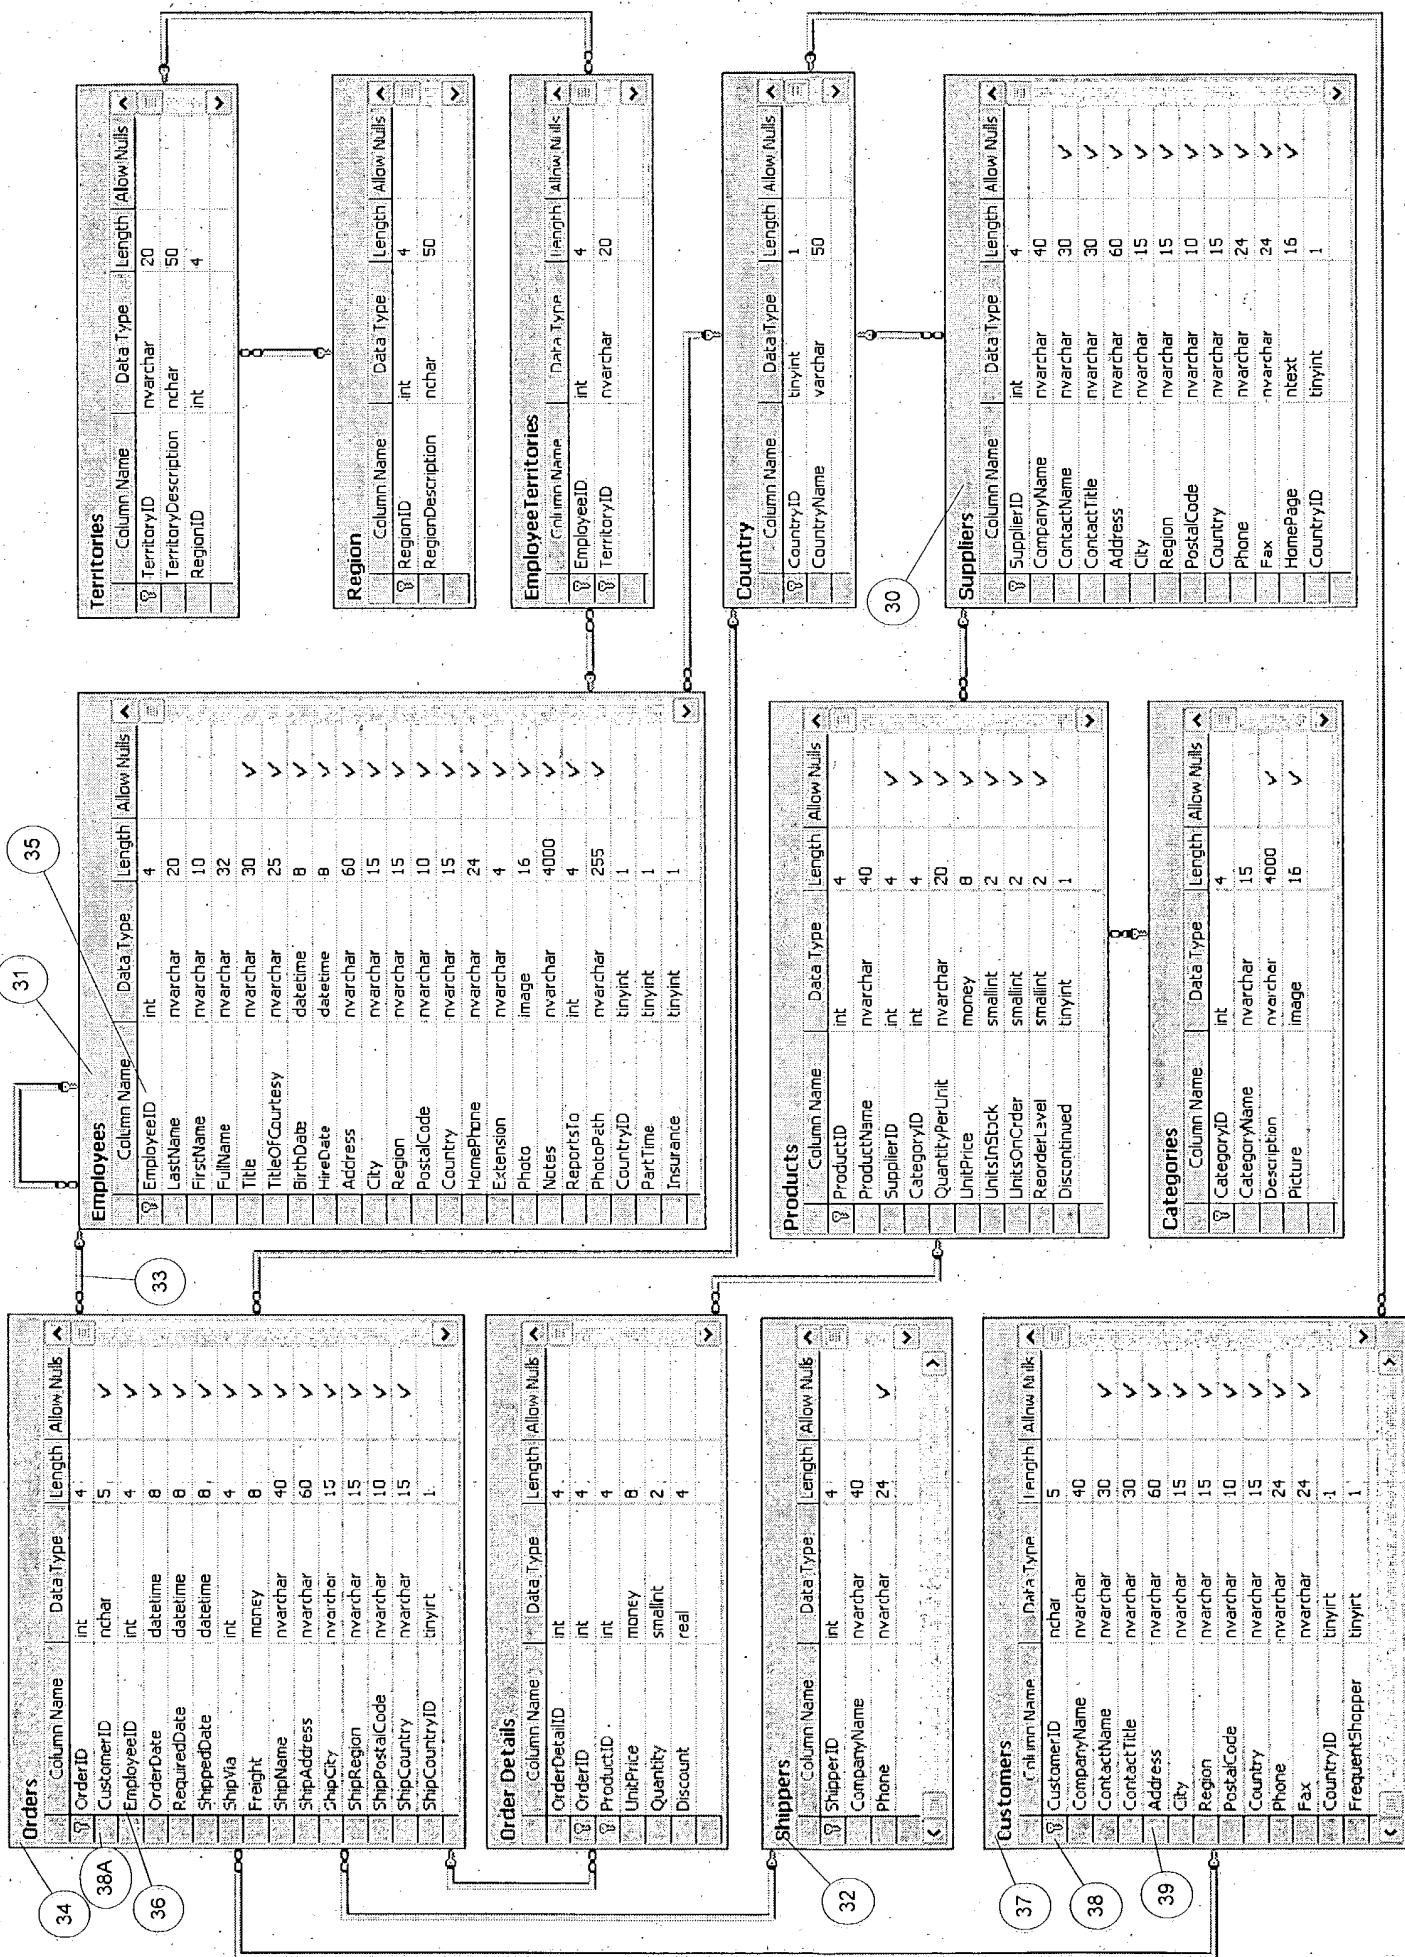 34
Orders
Column Name Data Type Length Allow Nulls
OrderID int 4
38A
CustomerID nchar 5 ✓
36
EmployeeID int 4 ✓
OrderDate datetime 8 ✓
RequiredDate datetime 8 ✓
ShippedDate datetime 8 ✓
ShipVia int 4 ✓
Freight money 8 ✓
ShipName nvarchar 40 ✓
ShipAddress nvarchar 60 ✓
ShipCity nvarchar 15 ✓
ShipRegion nvarchar 15 ✓
ShipPostalCode nvarchar 10 ✓
ShipCountry nvarchar 15 ✓
ShipCountryID tinyint 1
Order Details
Column Name Data Type Length Allow Nulls
OrderDetailID int 4
OrderID int 4
ProductID int 4
UnitPrice money 8
Quantity smallint 2
Discount real 4
32
Shippers
Column Name Data Type Length Allow Nulls
ShipperID int 4
CompanyName nvarchar 40
Phone nvarchar 24 ✓
37
Customers
Column Name Data Type Length Allow Nulls
38
CustomerID nchar 5
CompanyName nvarchar 40
ContactName nvarchar 30 ✓
ContactTitle nvarchar 30 ✓
39
Address nvarchar 60 ✓
City nvarchar 15 ✓
Region nvarchar 15 ✓
PostalCode nvarchar 10 ✓
Country nvarchar 15 ✓
Phone nvarchar 24 ✓
Fax nvarchar 24 ✓
CountryID tinyint 1
FrequentShopper tinyint 1
33
31
35
Employees
Column Name Data Type Length Allow Nulls
EmployeeID int 4
LastName nvarchar 20
FirstName nvarchar 10
FullName nvarchar 32
Title nvarchar 30 ✓
TitleOfCourtesy nvarchar 25 ✓
BirthDate datetime 8 ✓
HireDate datetime 8 ✓
Address nvarchar 60 ✓
City nvarchar 15 ✓
Region nvarchar 15 ✓
PostalCode nvarchar 10 ✓
Country nvarchar 15 ✓
HomePhone nvarchar 24 ✓
Extension nvarchar 4 ✓
Photo image 16 ✓
Notes nvarchar 4000 ✓
ReportsTo int 4 ✓
PhotoPath nvarchar 255 ✓
CountryID tinyint 1
PartTime tinyint 1
Insurance tinyint 1
Products
Column Name Data Type Length Allow Nulls
ProductID int 4
ProductName nvarchar 40
SupplierID int 4 ✓
CategoryID int 4 ✓
QuantityPerUnit nvarchar 20 ✓
UnitPrice money 8 ✓
UnitsInStock smallint 2 ✓
UnitsOnOrder smallint 2 ✓
ReorderLevel smallint 2 ✓
Discontinued tinyint 1
Categories
Column Name Data Type Length Allow Nulls
CategoryID int 4
CategoryName nvarchar 15
Description nvarchar 4000 ✓
Picture image 16 ✓
Territories
Column Name Data Type Length Allow Nulls
TerritoryID nvarchar 20
TerritoryDescription nchar 50
RegionID int 4
Region
Column Name Data Type Length Allow Nulls
RegionID int 4
RegionDescription nchar 50
EmployeeTerritories
Column Name Data Type Length Allow Nulls
EmployeeID int 4
TerritoryID nvarchar 20
Country
Column Name Data Type Length Allow Nulls
CountryID tinyint 1
CountryName varchar 50
30
Suppliers
Column Name Data Type Length Allow Nulls
SupplierID int 4
CompanyName nvarchar 40
ContactName nvarchar 30 ✓
ContactTitle nvarchar 30 ✓
Address nvarchar 60 ✓
City nvarchar 15 ✓
Region nvarchar 15 ✓
PostalCode nvarchar 10 ✓
Country nvarchar 15 ✓
Phone nvarchar 24 ✓
Fax nvarchar 24 ✓
HomePage ntext 16 ✓
CountryID tinyint 1